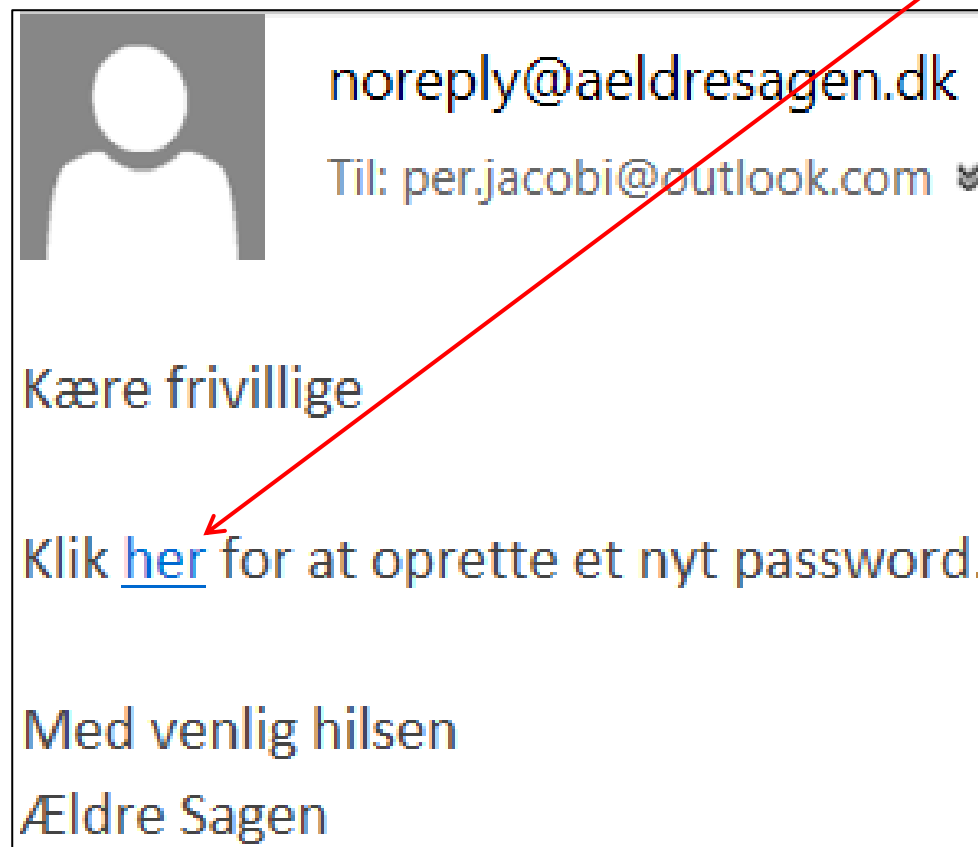 noreply@aeldresagen.dk
Til: per.jacobi@outlook.com
Kære frivillige
Klik her for at oprette et nyt password.
Med venlig hilsen
Ældre Sagen